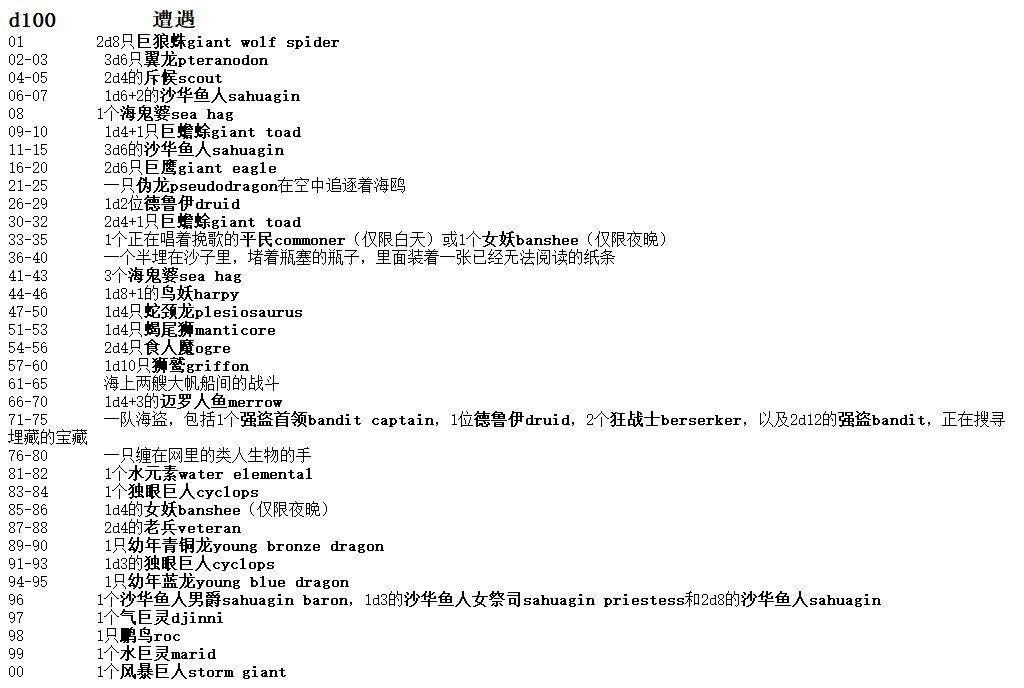 d100 遭遇
01 2d8只巨狼蛛giant wolf spider
02-03 3d6只翼龙pteranodon
04-05 2d4的斥候scout
06-07 1d6+2的沙华鱼人sahuagin
08 1个海鬼婆sea hag
09-10 1d4+1只巨蟾蜍giant toad
11-15 3d6的沙华鱼人sahuagin
16-20 2d6只巨鹰giant eagle
21-25 一只伪龙pseudodragon在空中追逐着海鸥
26-29 1d2位德鲁伊druid
30-32 2d4+1只巨蟾蜍giant toad
33-35 1个正在唱着挽歌的平民commoner（仅限白天）或1个女妖banshee（仅限夜晚）
36-40 一个半埋在沙子里，堵着瓶塞的瓶子，里面装着一张已经无法阅读的纸条
41-43 3个海鬼婆sea hag
44-46 1d8+1的鸟妖harpy
47-50 1d4只蛇颈龙plesiosaurus
51-53 1d4只蝎尾狮manticore
54-56 2d4只食人魔ogre
57-60 1d10只狮鹫griffon
61-65 海上两艘大帆船间的战斗
66-70 1d4+3的迈罗人鱼merrow
71-75 一队海盗，包括1个强盗首领bandit captain，1位德鲁伊druid，2个狂战士berserker，以及2d12的强盗bandit，正在搜寻
埋藏的宝藏
76-80 一只缠在网里的类人生物的手
81-82 1个水元素water elemental
83-84 1个独眼巨人cyclops
85-86 1d4的女妖banshee（仅限夜晚）
87-88 2d4的老兵veteran
89-90 1只幼年青铜龙young bronze dragon
91-93 1d3的独眼巨人cyclops
94-95 1只幼年蓝龙young blue dragon
96 1个沙华鱼人男爵sahuagin baron，1d3的沙华鱼人女祭司sahuagin priestess和2d8的沙华鱼人sahuagin
97 1个气巨灵djinni
98 1只鹏鸟roc
99 1个水巨灵marid
00 1个风暴巨人storm giant